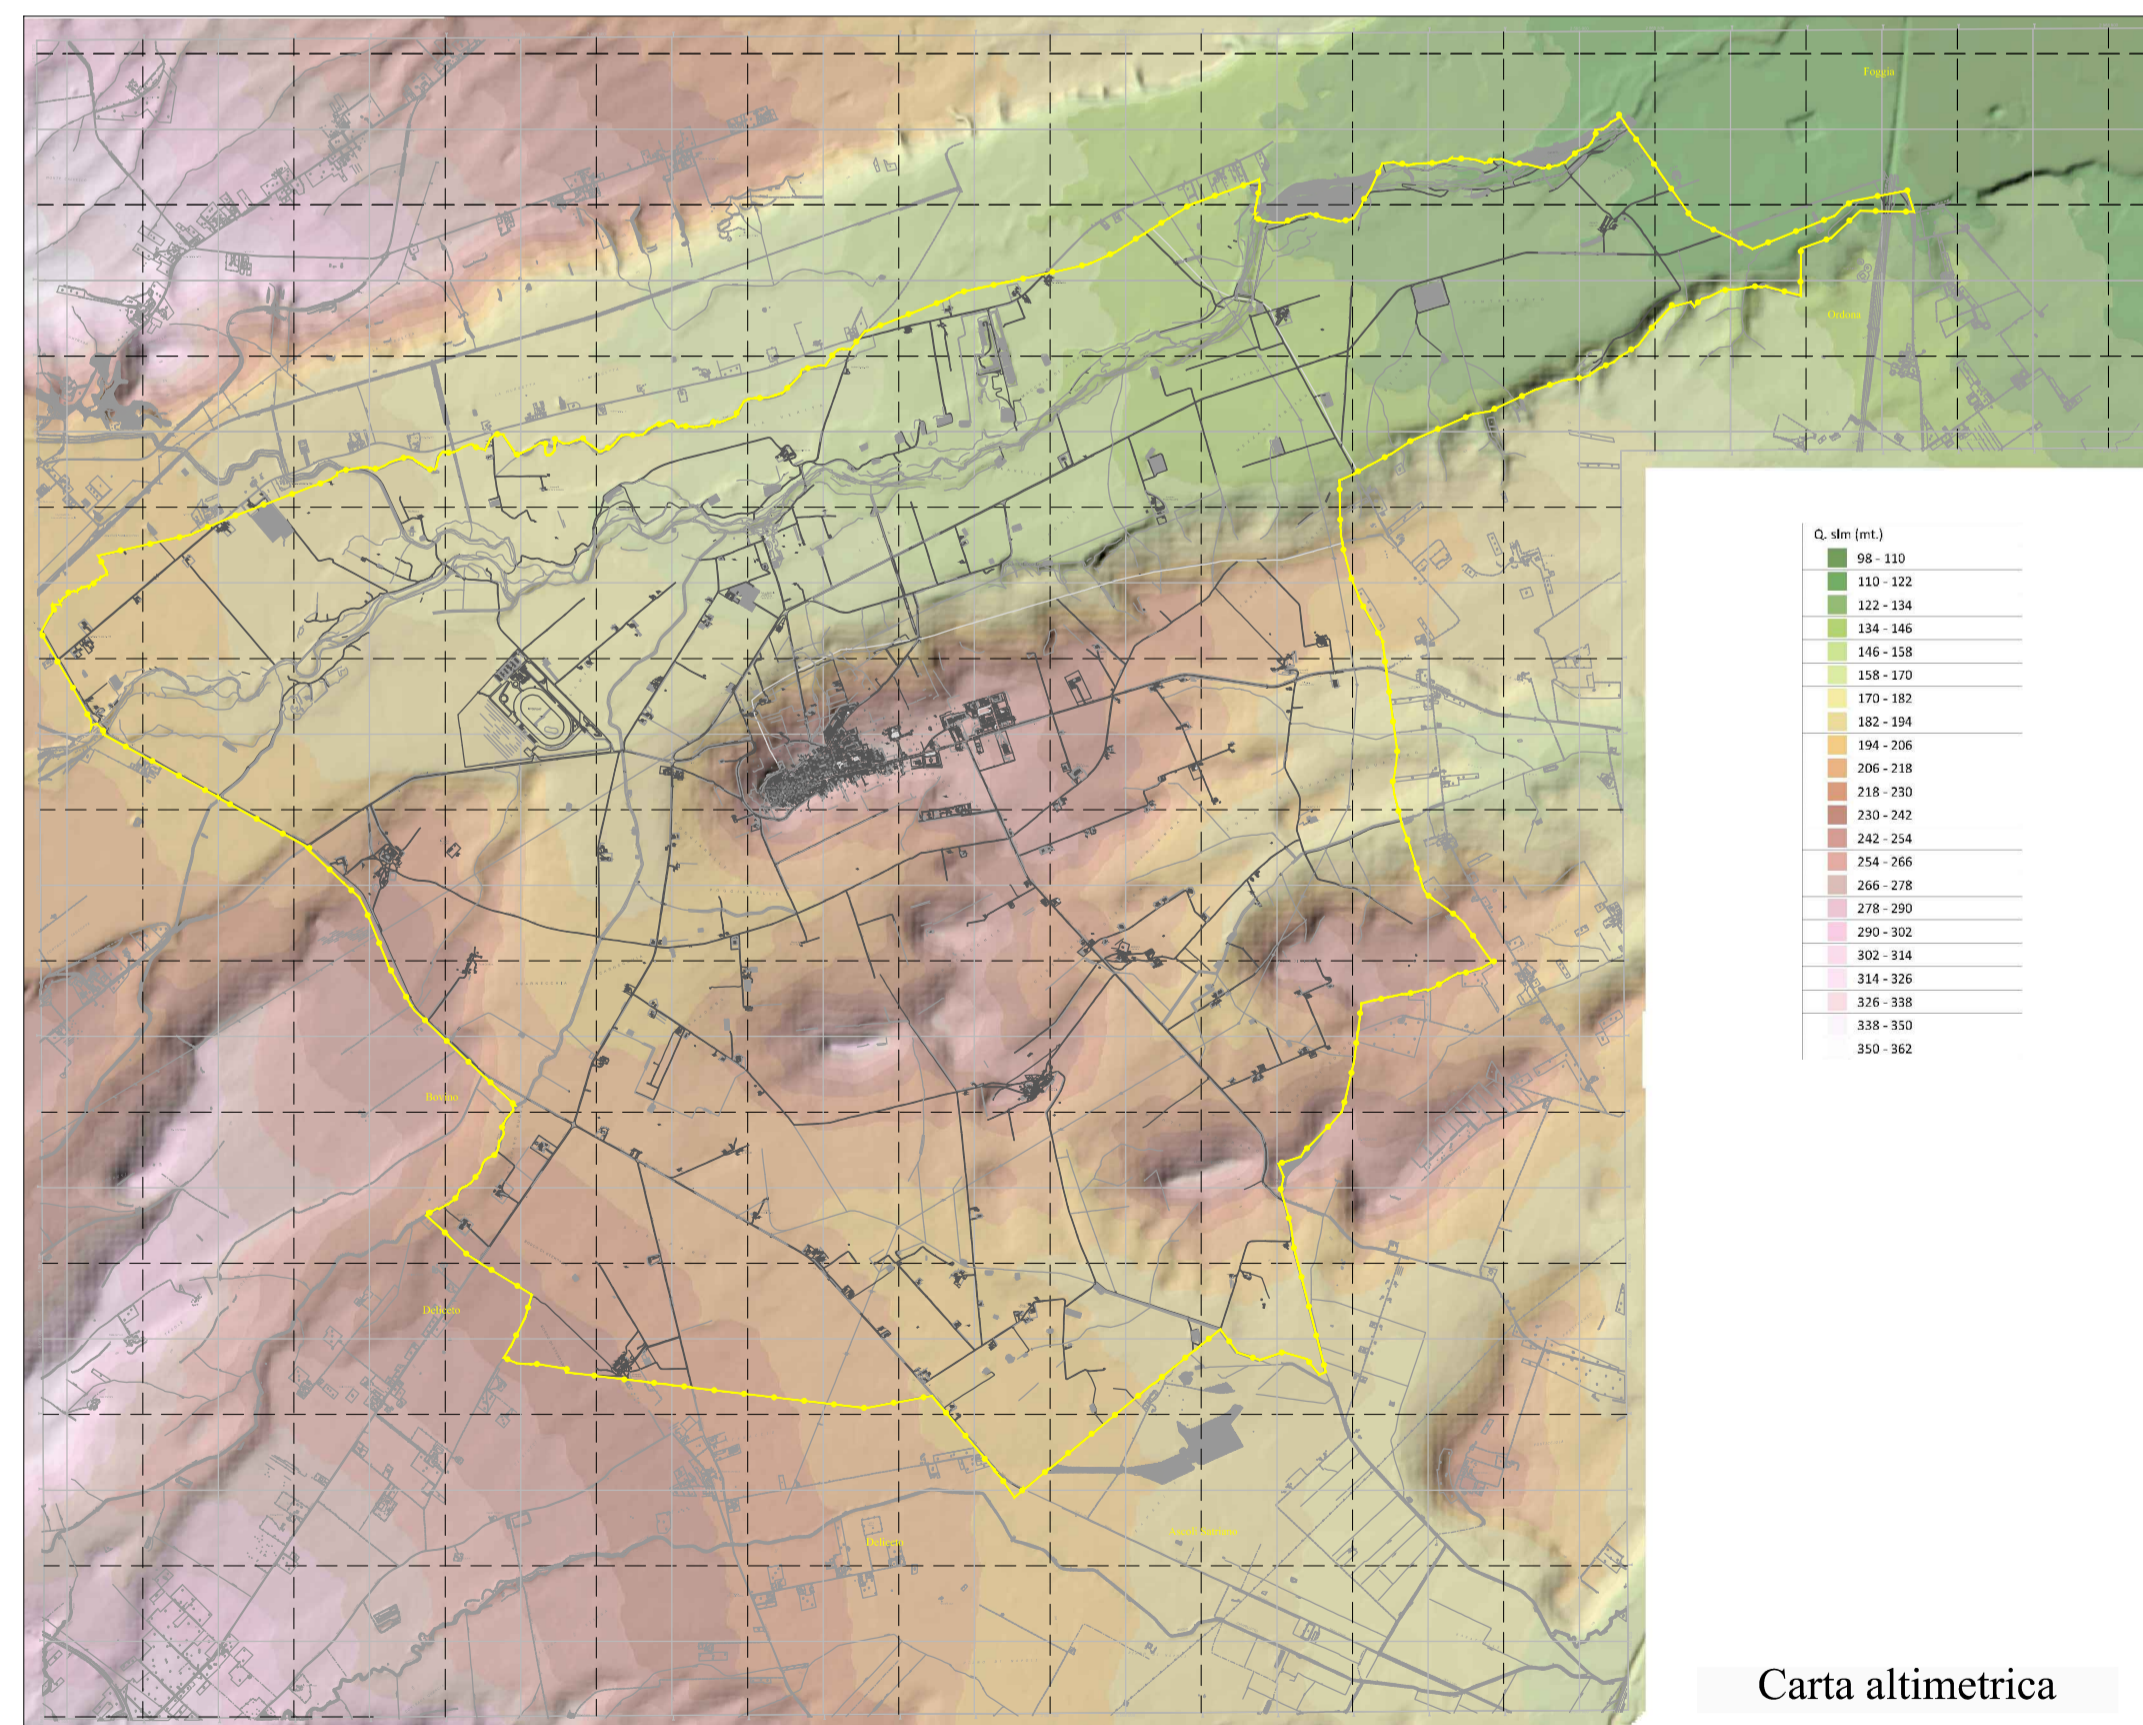 Foggia
Ordona
Q. slm (mt.)
98 - 110
110 - 122
122 - 134
134 - 146
146 - 158
158 - 170
170 - 182
182 - 194
194 - 206
206 - 218
218 - 230
230 - 242
242 - 254
254 - 266
266 - 278
278 - 290
290 - 302
302 - 314
314 - 326
326 - 338
338 - 350
350 - 362
Bovino
Deliceto
Ascoli Satriano
Deliceto
Carta altimetrica